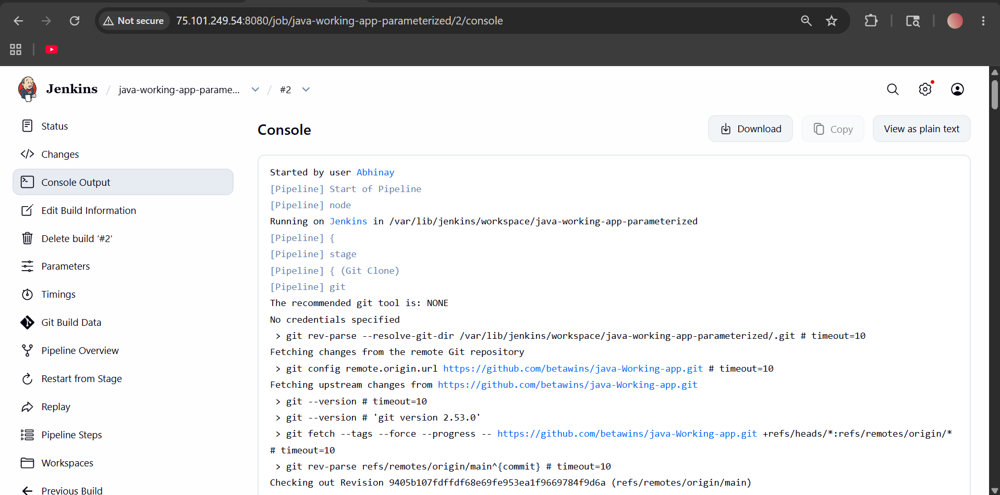 Not secure
75.101.249.54:8080/job/java-working-app-parameterized/2/console
Jenkins / java-working-app-parame... / #2
Status
Changes
Console Output
Edit Build Information
Delete build ‘#2’
Parameters
Timings
Git Build Data
Pipeline Overview
Restart from Stage
Replay
Pipeline Steps
Workspaces
Previous Build
Console
Download
Copy
View as plain text
Started by user Abhinay
[Pipeline] Start of Pipeline
[Pipeline] node
Running on Jenkins in /var/lib/jenkins/workspace/java-working-app-parameterized
[Pipeline] {
[Pipeline] stage
[Pipeline] { (Git Clone)
[Pipeline] git
The recommended git tool is: NONE
No credentials specified
> git rev-parse --resolve-git-dir /var/lib/jenkins/workspace/java-working-app-parameterized/.git # timeout=10
Fetching changes from the remote Git repository
> git config remote.origin.url https://github.com/betawins/java-Working-app.git # timeout=10
Fetching upstream changes from https://github.com/betawins/java-Working-app.git
> git --version # timeout=10
> git --version # 'git version 2.53.0'
> git fetch --tags --force --progress -- https://github.com/betawins/java-Working-app.git +refs/heads/*:refs/remotes/origin/*
# timeout=10
> git rev-parse refs/remotes/origin/main^{commit} # timeout=10
Checking out Revision 9405b107fdffdf68e69fe953ea1f9669784f9d6a (refs/remotes/origin/main)